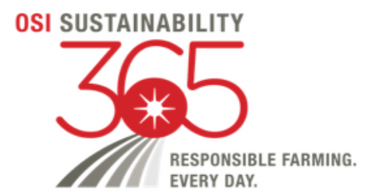 OSI SUSTAINABILITY
365
RESPONSIBLE FARMING.
EVERY DAY.